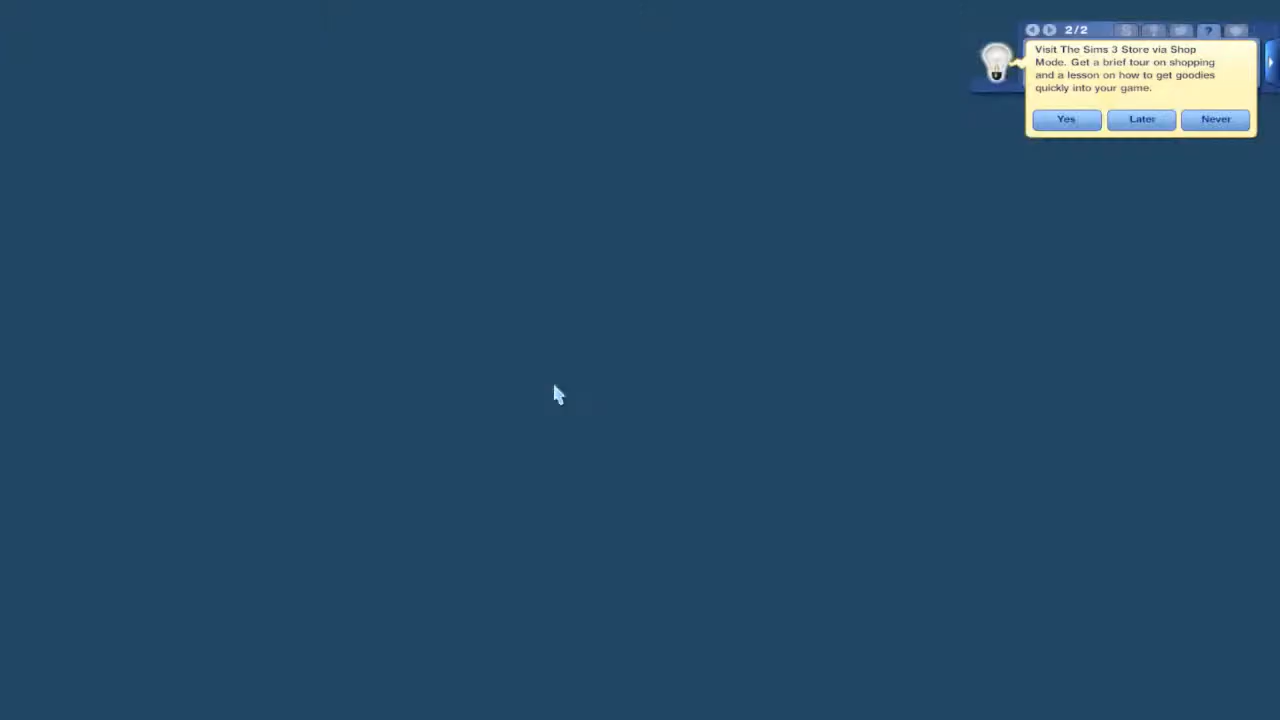 2/2
?
Visit The Sims 3 Store via Shop
Mode. Get a brief tour on shopping
and a lesson on how to get goodies
quickly into your game.
Yes
Later
Never